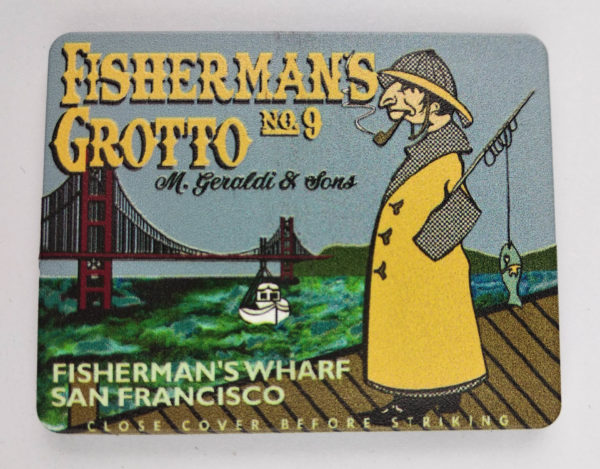 FISHERMAN'S
GROTTO NO. 9
M. Geraldi & Sons
FISHERMAN'S WHARF
SAN FRANCISCO
CLOSE COVER BEFORE STRIKING